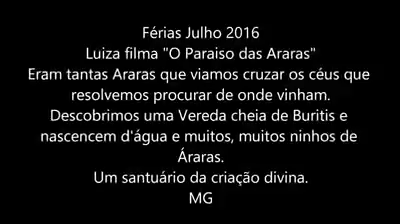 Férias Julho 2016
Luiza filma "O Paraiso das Araras"
Eram tantas Araras que viamos cruzar os céus que
resolvemos procurar de onde vinham.
Descobrimos uma Vereda cheia de Buritis e
nascencem d'água e muitos, muitos ninhos de
Áraras.
Um santuário da criação divina.
MG